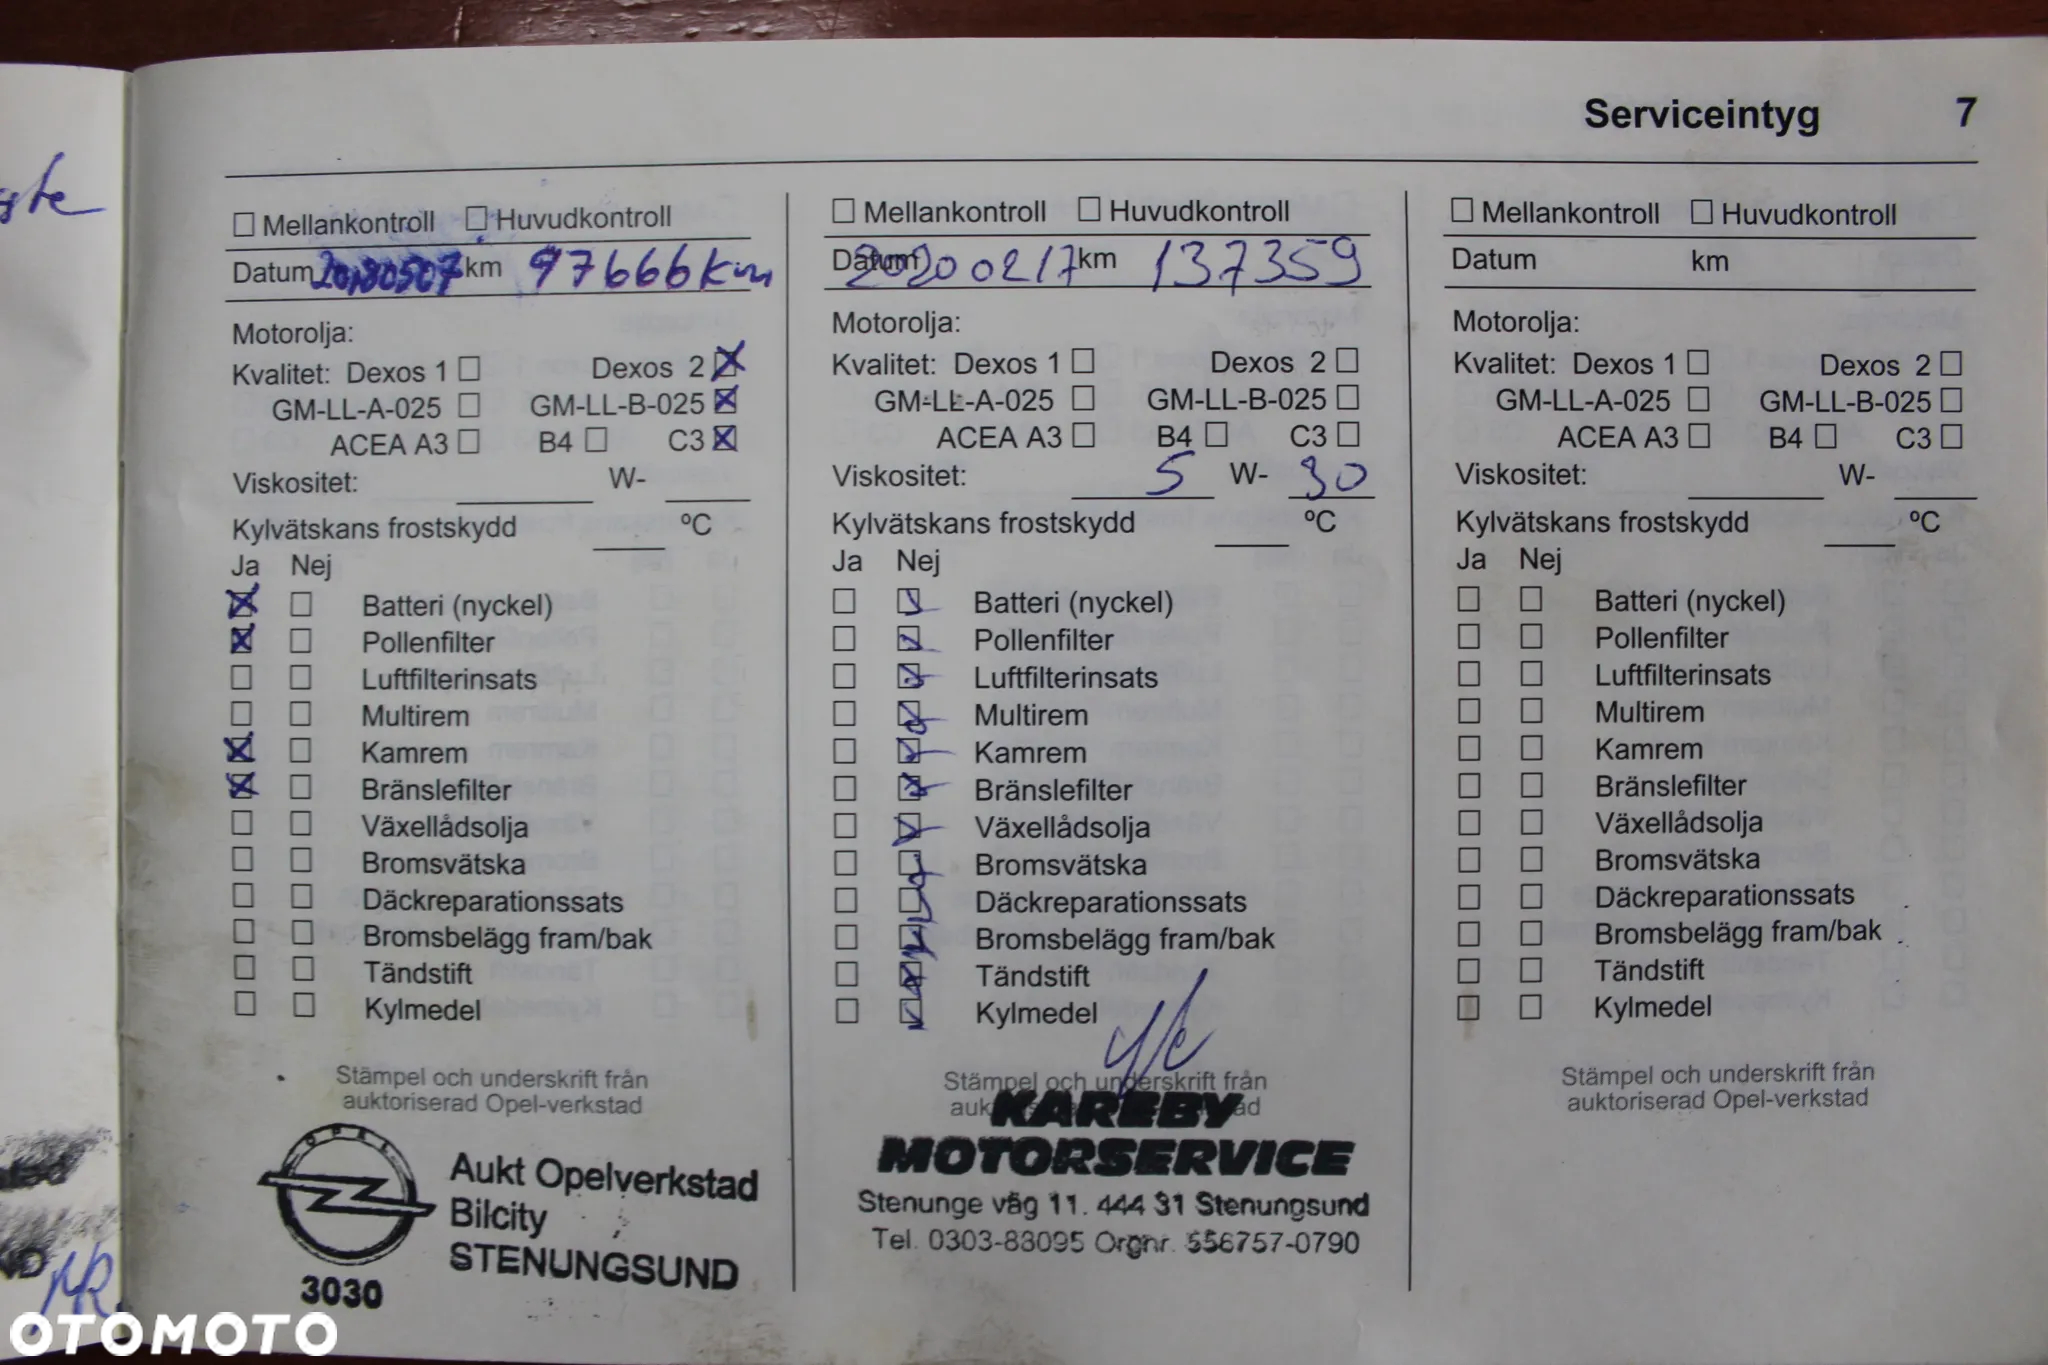 Serviceintyg 7
Mellankontroll Huvudkontroll
Datum 20180507 km 97666 km
Motorolja:
Kvalitet: Dexos 1 Dexos 2
GM-LL-A-025 GM-LL-B-025
ACEA A3 B4 C3
Viskositet: W-
Kylvätskans frostskydd ºC
Ja Nej
Batteri (nyckel)
Pollenfilter
Luftfilterinsats
Multirem
Kamrem
Bränslefilter
Växellådsolja
Bromsvätska
Däckreparationssats
Bromsbelägg fram/bak
Tändstift
Kylmedel
Stämpel och underskrift från
auktoriserad Opel-verkstad
OPEL
Aukt Opelverkstad
Bilcity
STENUNGSUND
3030
Mellankontroll Huvudkontroll
Datum 20200217 km 137359
Motorolja:
Kvalitet: Dexos 1 Dexos 2
GM-LL-A-025 GM-LL-B-025
ACEA A3 B4 C3
Viskositet: 5 W- 30
Kylvätskans frostskydd ºC
Ja Nej
Batteri (nyckel)
Pollenfilter
Luftfilterinsats
Multirem
Kamrem
Bränslefilter
Växellådsolja
Bromsvätska
Däckreparationssats
Bromsbelägg fram/bak
Tändstift
Kylmedel
Stämpel och underskrift från
KAREBY
MOTORSERVICE
Stenunge väg 11. 444 31 Stenungsund
Tel. 0303-83095 Orgnr. 556757-0790
Mellankontroll Huvudkontroll
Datum km
Motorolja:
Kvalitet: Dexos 1 Dexos 2
GM-LL-A-025 GM-LL-B-025
ACEA A3 B4 C3
Viskositet: W-
Kylvätskans frostskydd ºC
Ja Nej
Batteri (nyckel)
Pollenfilter
Luftfilterinsats
Multirem
Kamrem
Bränslefilter
Växellådsolja
Bromsvätska
Däckreparationssats
Bromsbelägg fram/bak
Tändstift
Kylmedel
Stämpel och underskrift från
auktoriserad Opel-verkstad
OTOMOTO